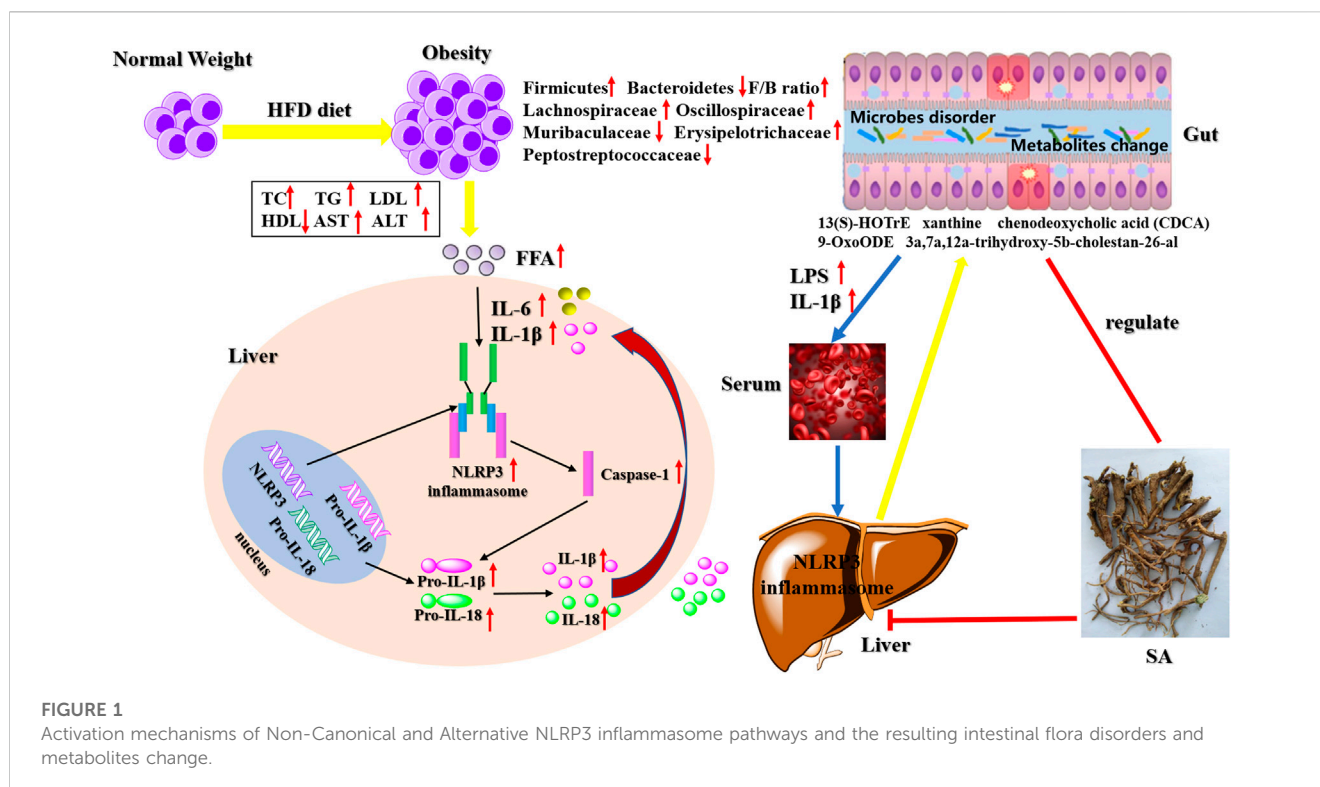 Normal Weight
HFD diet
Obesity
Firmicutes Bacteroidetes F/B ratio
Lachnospiraceae Oscillospiraceae
Muribaculaceae Erysipelotrichaceae
Peptostreptococcaceae
Microbes disorder
Metabolites change
Gut
TC TG LDL
HDL AST ALT
13(S)-HOTrE xanthine chenodeoxycholic acid (CDCA)
9-OxoODE 3a,7a,12a-trihydroxy-5b-cholestan-26-al
FFA
LPS
IL-1β
IL-6
IL-1β
regulate
Liver
Serum
NLRP3
inflammasome
Caspase-1
NLRP3
Pro-IL-1β
Pro-IL-18
nucleus
Pro-IL-1β
Pro-IL-18
IL-1β
IL-18
NLRP3
inflammasome
Liver
SA
FIGURE 1
Activation mechanisms of Non-Canonical and Alternative NLRP3 inflammasome pathways and the resulting intestinal flora disorders and
metabolites change.